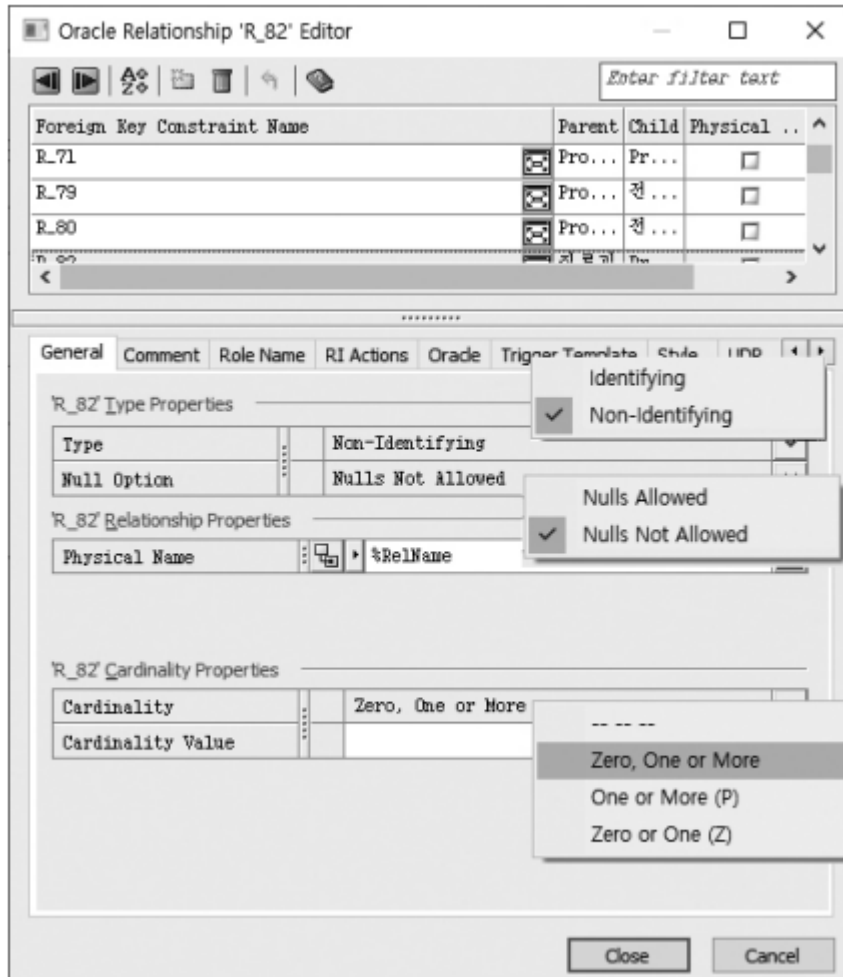 Oracle Relationship 'R_82' Editor
Enter filter text
Foreign Key Constraint Name Parent Child Physical ..
R_71 Pro... Pr...
R_79 Pro... 전 ...
R_80 Pro... 전 ...
General Comment Role Name RI Actions Oracle Trigger Template Style UDP
Identifying
'R_82' Type Properties
Non-Identifying
Type Non-Identifying
Null Option Nulls Not Allowed
Nulls Allowed
'R_82' Relationship Properties
Nulls Not Allowed
Physical Name %RelName
'R_82' Cardinality Properties
Cardinality Zero, One or More
-- -- --
Cardinality Value
Zero, One or More
One or More (P)
Zero or One (Z)
Close Cancel